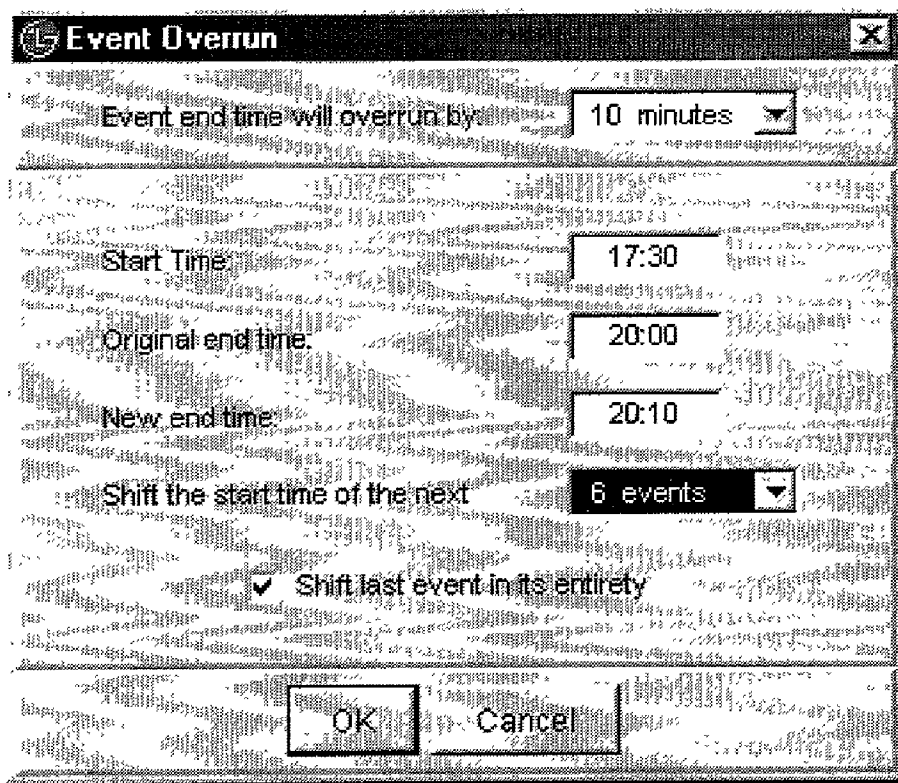 Event Overrun
Event end time will overrun by: 10 minutes
Start Time: 17:30
Original end time: 20:00
New end time: 20:10
Shift the start time of the next 6 events
Shift last event in its entirety
OK Cancel